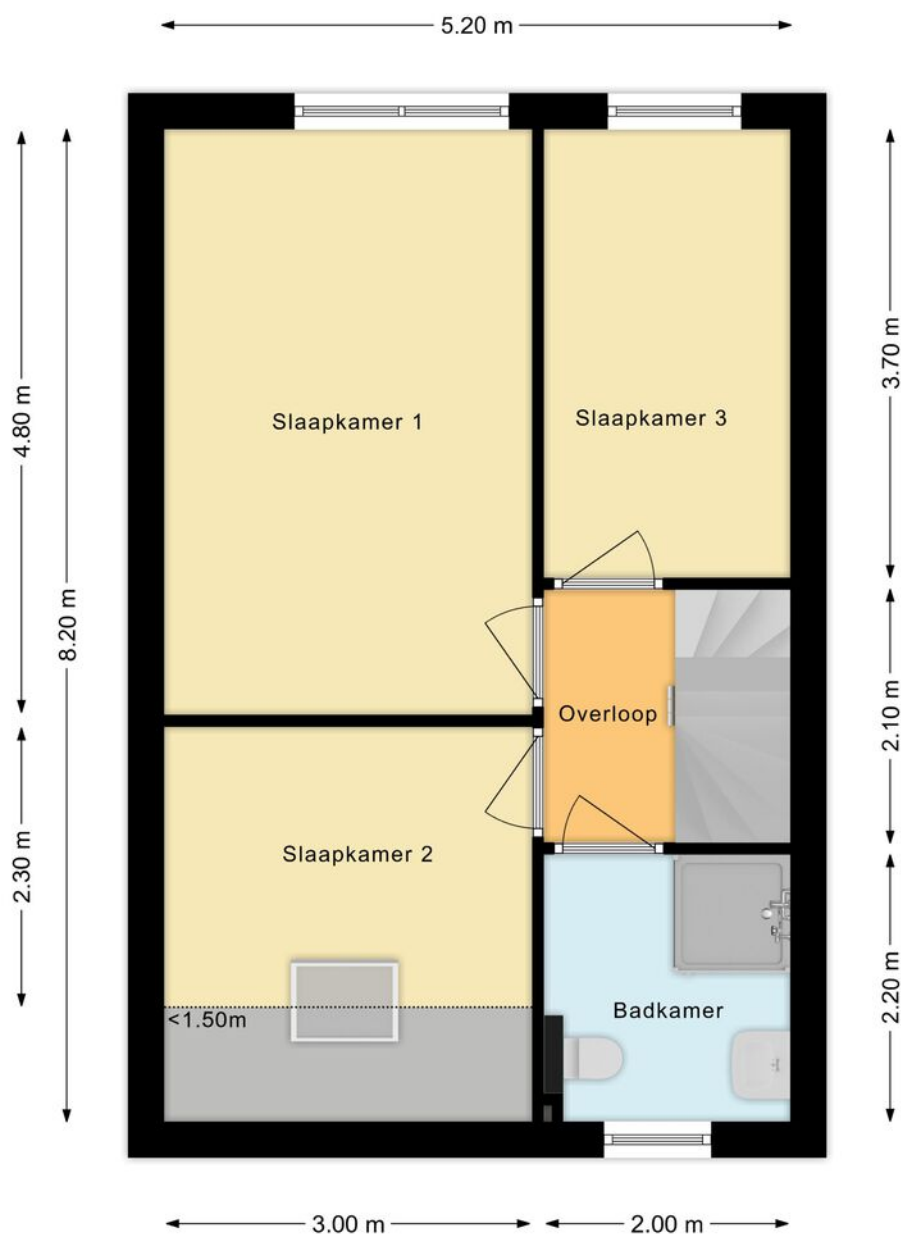 5.20 m
4.80 m
8.20 m
3.70 m
Slaapkamer 1
Slaapkamer 3
Overloop
2.10 m
2.30 m
Slaapkamer 2
<1.50m
Badkamer
2.20 m
3.00 m
2.00 m